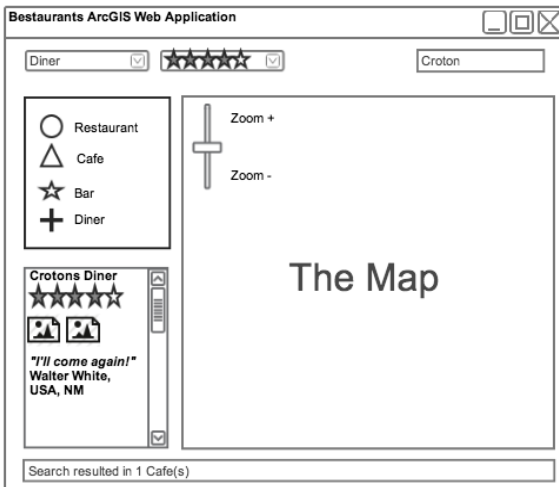 Bestaurants ArcGIS Web Application
Diner
Croton
Restaurant
Cafe
Bar
Diner
Zoom +
Zoom -
The Map
Crotons Diner
"I'll come again!"
Walter White,
USA, NM
Search resulted in 1 Cafe(s)